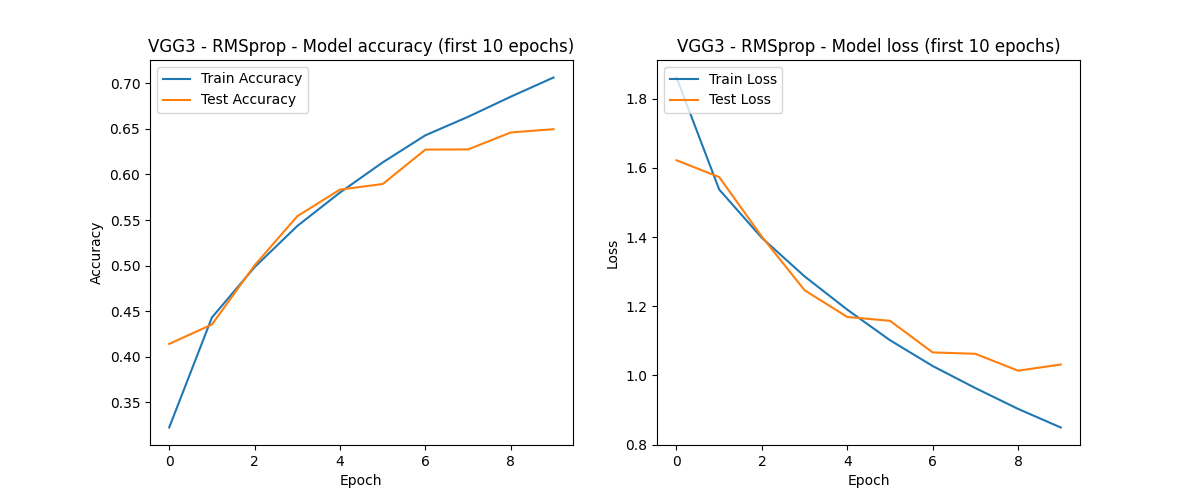 VGG3 - RMSprop - Model accuracy (first 10 epochs)
Train Accuracy
Test Accuracy
0.70
0.65
0.60
0.55
0.50
0.45
0.40
0.35
Accuracy
0 2 4 6 8
Epoch
VGG3 - RMSprop - Model loss (first 10 epochs)
Train Loss
Test Loss
1.8
1.6
1.4
1.2
1.0
0.8
Loss
0 2 4 6 8
Epoch